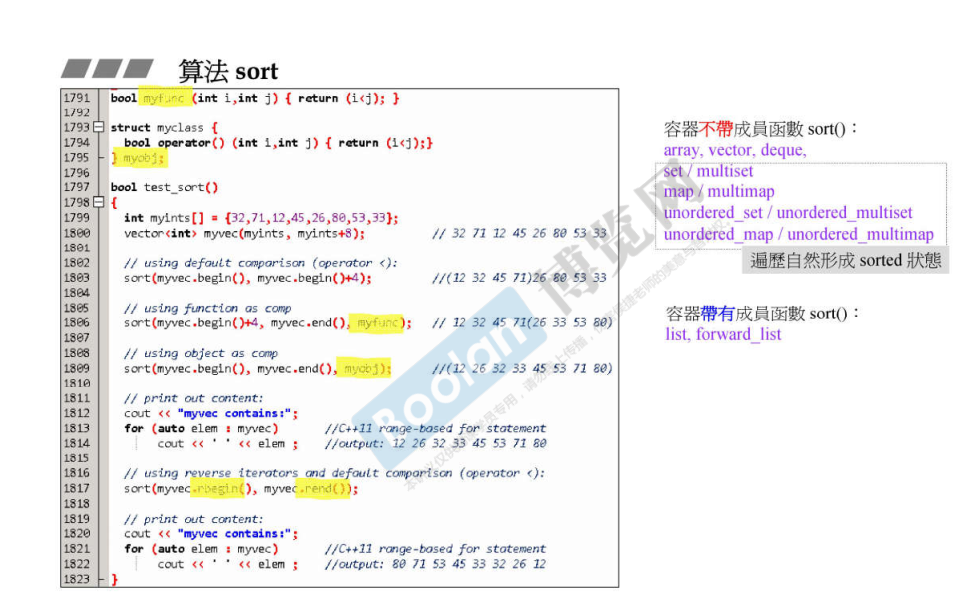 算法 sort
1791 bool myfunc (int i,int j) { return (i<j); }
1792
1793 struct myclass {
1794 bool operator() (int i,int j) { return (i<j);}
1795 } myobj;
1796
1797 bool test_sort()
1798 {
1799 int myints[] = {32,71,12,45,26,80,53,33};
1800 vector<int> myvec(myints, myints+8); // 32 71 12 45 26 80 53 33
1801
1802 // using default comparison (operator <):
1803 sort(myvec.begin(), myvec.begin()+4); //(12 32 45 71)26 80 53 33
1804
1805 // using function as comp
1806 sort(myvec.begin()+4, myvec.end(), myfunc); // 12 32 45 71(26 33 53 80)
1807
1808 // using object as comp
1809 sort(myvec.begin(), myvec.end(), myobj); //(12 26 32 33 45 53 71 80)
1810
1811 // print out content:
1812 cout << "myvec contains:";
1813 for (auto elem : myvec) //C++11 range-based for statement
1814 cout << ' ' << elem ; //output: 12 26 32 33 45 53 71 80
1815
1816 // using reverse iterators and default comparison (operator <):
1817 sort(myvec.rbegin(), myvec.rend());
1818
1819 // print out content:
1820 cout << "myvec contains:";
1821 for (auto elem : myvec) //C++11 range-based for statement
1822 cout << ' ' << elem ; //output: 80 71 53 45 33 32 26 12
1823 }
容器不帶成員函數 sort()：
array, vector, deque,
set / multiset
map / multimap
unordered_set / unordered_multiset
unordered_map / unordered_multimap
遍歷自然形成 sorted 狀態
容器帶有成員函數 sort()：
list, forward_list
Boolan 博览网